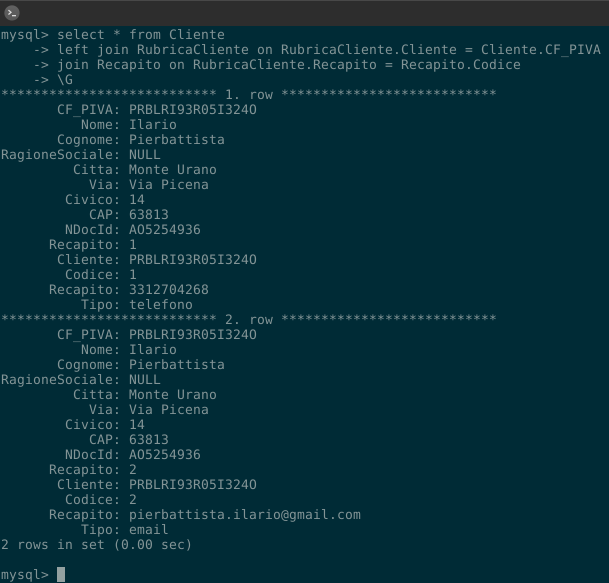 mysql> select * from Cliente
    -> left join RubricaCliente on RubricaCliente.Cliente = Cliente.CF_PIVA
    -> join Recapito on RubricaCliente.Recapito = Recapito.Codice
    -> \G
*************************** 1. row ***************************
       CF_PIVA: PRBLRI93R05I324O
          Nome: Ilario
       Cognome: Pierbattista
RagioneSociale: NULL
         Citta: Monte Urano
           Via: Via Picena
        Civico: 14
           CAP: 63813
       NDocId: AO5254936
      Recapito: 1
       Cliente: PRBLRI93R05I324O
        Codice: 1
      Recapito: 3312704268
          Tipo: telefono
*************************** 2. row ***************************
       CF_PIVA: PRBLRI93R05I324O
          Nome: Ilario
       Cognome: Pierbattista
RagioneSociale: NULL
         Citta: Monte Urano
           Via: Via Picena
        Civico: 14
           CAP: 63813
       NDocId: AO5254936
      Recapito: 2
       Cliente: PRBLRI93R05I324O
        Codice: 2
      Recapito: pierbattista.ilario@gmail.com
          Tipo: email
2 rows in set (0.00 sec)
mysql>